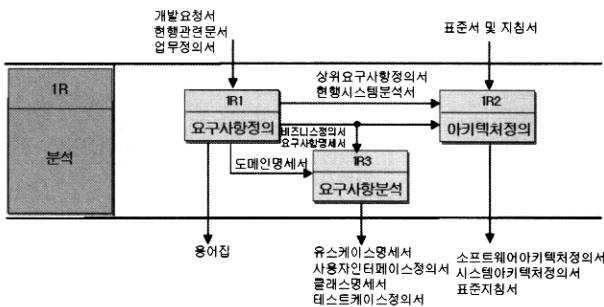 개발요청서
현행관련문서
업무정의서
표준서 및 지침서
1R
분석
1R1
요구사항정의
상위요구사항정의서
현행시스템분석서
1R2
아키텍처정의
비즈니스정의서
요구사항명세서
도메인명세서
1R3
요구사항분석
용어집
유스케이스명세서
사용자인터페이스정의서
클래스명세서
테스트케이스정의서
소프트웨어아키텍처정의서
시스템아키텍처정의서
표준지침서